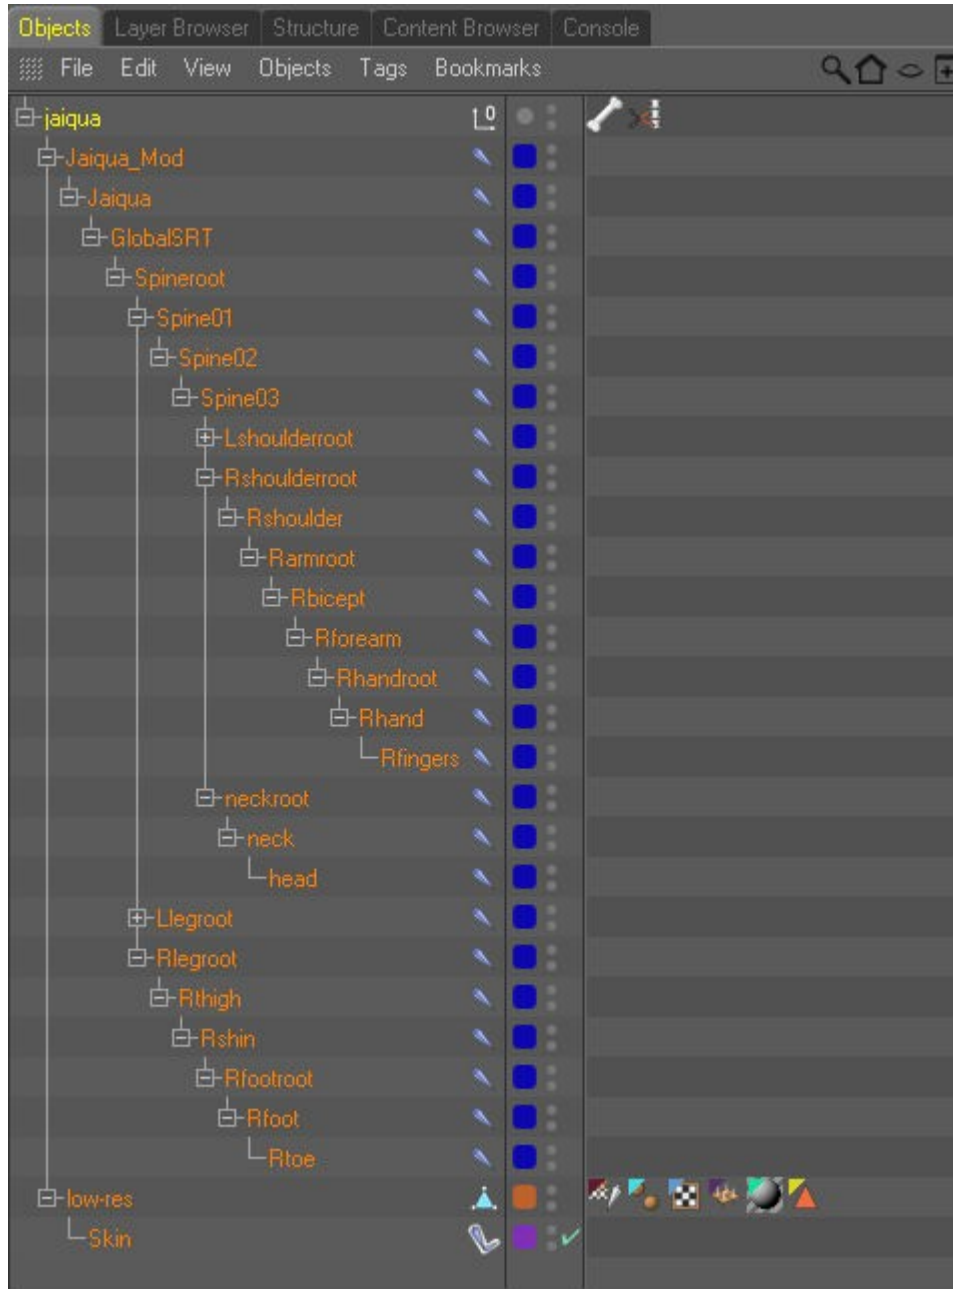 Objects Layer Browser Structure Content Browser Console
File Edit View Objects Tags Bookmarks
jaiqua
Jaiqua_Mod
Jaiqua
GlobalSRT
Spineroot
Spine01
Spine02
Spine03
Lshoulderroot
Rshoulderroot
Rshoulder
Rarmroot
Rbicept
Rforearm
Rhandroot
Rhand
Rfingers
neckroot
neck
head
Llegroot
Rlegroot
Rthigh
Rshin
Rfootroot
Rfoot
Rtoe
low-res
Skin